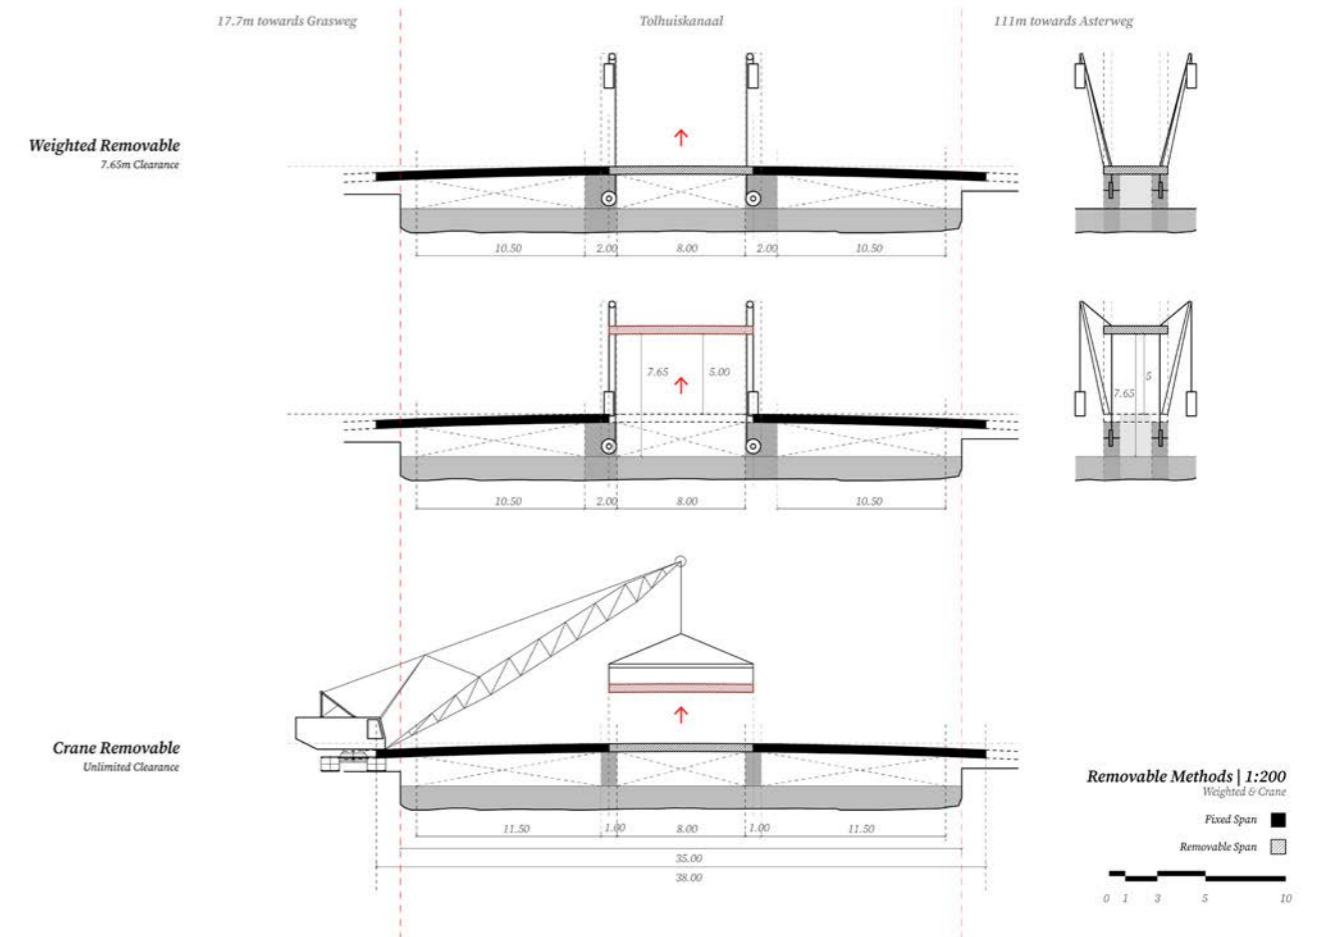 17.7m towards Grasweg
Tolhuiskanaal
111m towards Asterweg
Weighted Removable
7.65m Clearance
10.50 2.00 8.00 2.00 10.50
7.65 5.00
7.65 5
10.50 2.00 8.00 10.50
Crane Removable
Unlimited Clearance
11.50 1.00 8.00 1.00 11.50
35.00
38.00
Removable Methods | 1:200
Weighted & Crane
Fixed Span
Removable Span
0 1 3 5 10